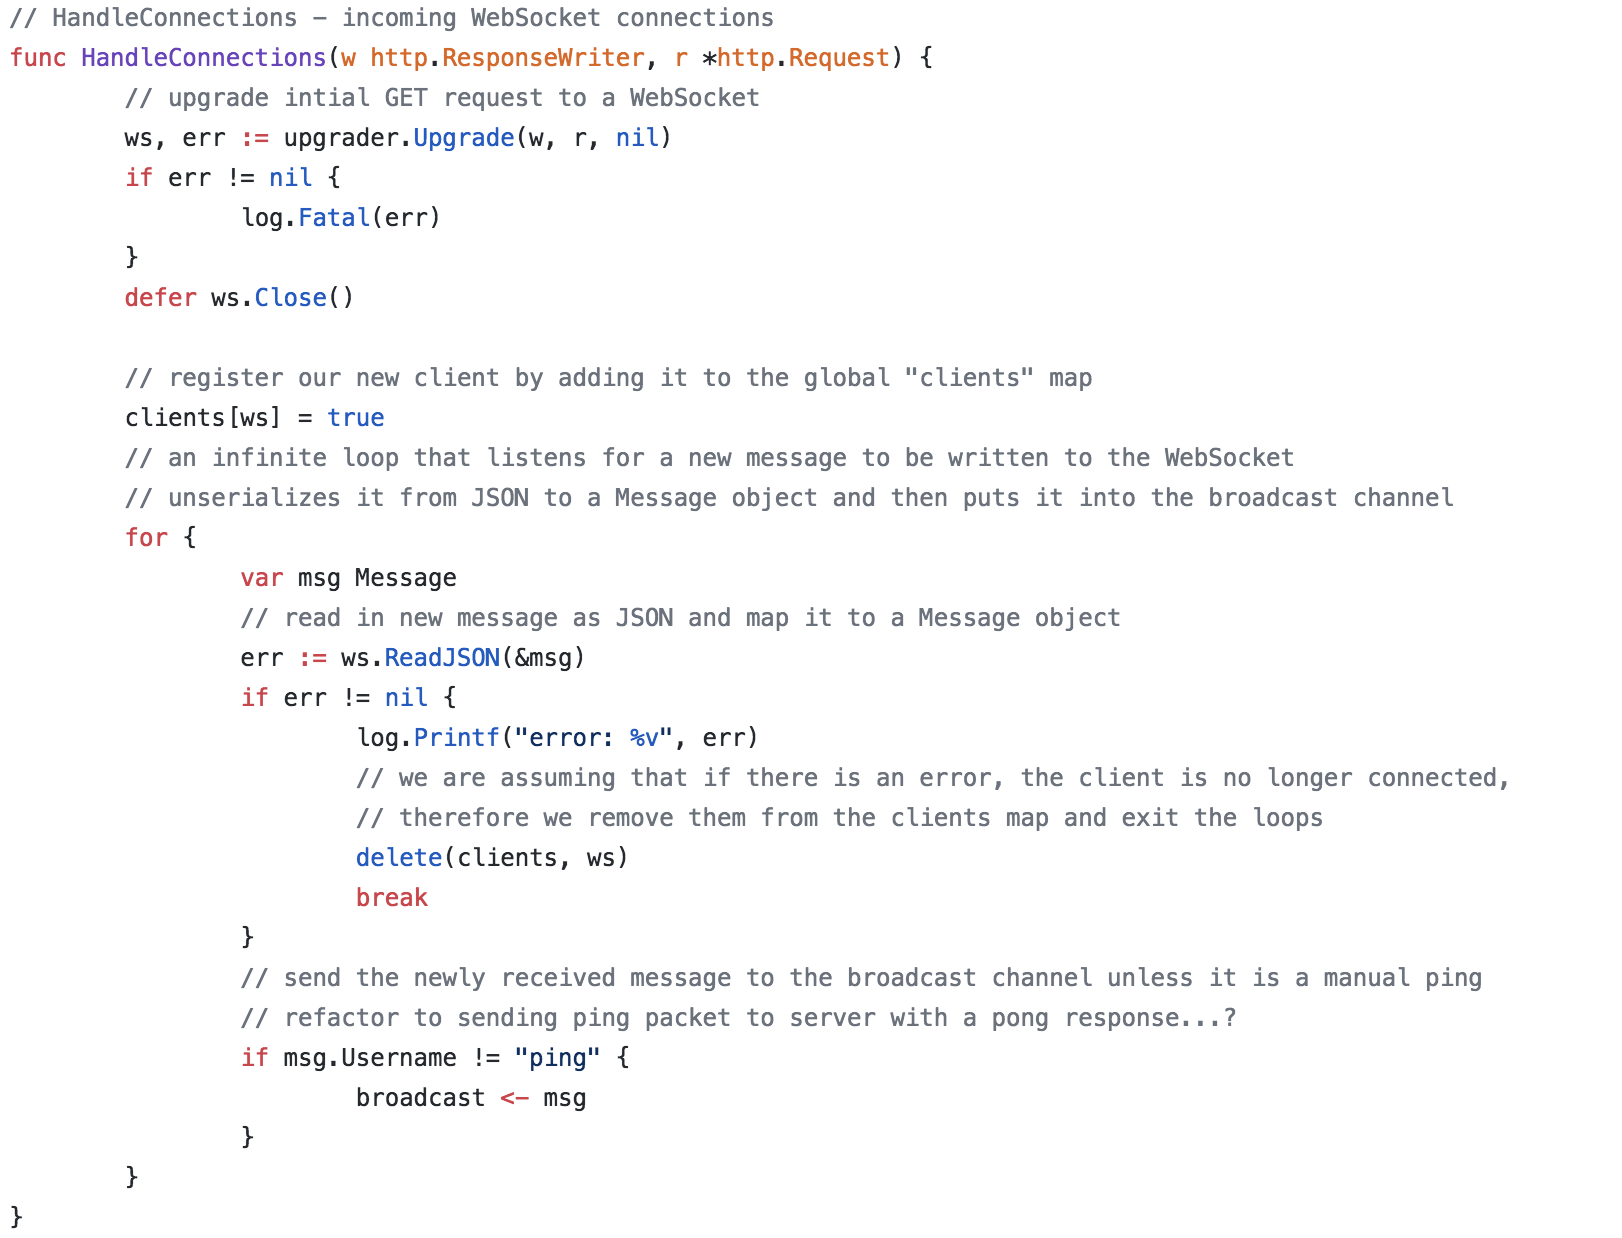 // HandleConnections – incoming WebSocket connections
func HandleConnections(w http.ResponseWriter, r *http.Request) {
	// upgrade intial GET request to a WebSocket
	ws, err := upgrader.Upgrade(w, r, nil)
	if err != nil {
		log.Fatal(err)
	}
	defer ws.Close()

	// register our new client by adding it to the global "clients" map
	clients[ws] = true
	// an infinite loop that listens for a new message to be written to the WebSocket
	// unserializes it from JSON to a Message object and then puts it into the broadcast channel
	for {
		var msg Message
		// read in new message as JSON and map it to a Message object
		err := ws.ReadJSON(&msg)
		if err != nil {
			log.Printf("error: %v", err)
			// we are assuming that if there is an error, the client is no longer connected,
			// therefore we remove them from the clients map and exit the loops
			delete(clients, ws)
			break
		}
		// send the newly received message to the broadcast channel unless it is a manual ping
		// refactor to sending ping packet to server with a pong response...?
		if msg.Username != "ping" {
			broadcast <- msg
		}
	}
}